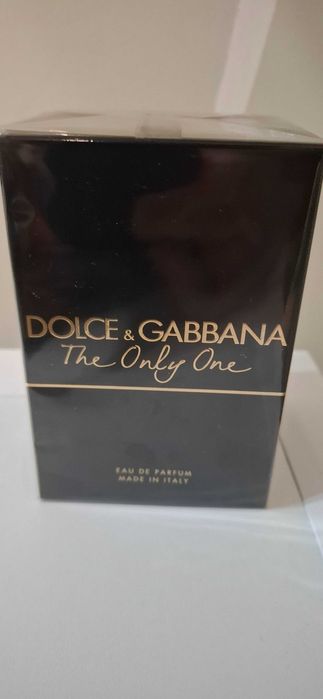 DOLCE & GABBANA
The Only One
EAU DE PARFUM
MADE IN ITALY